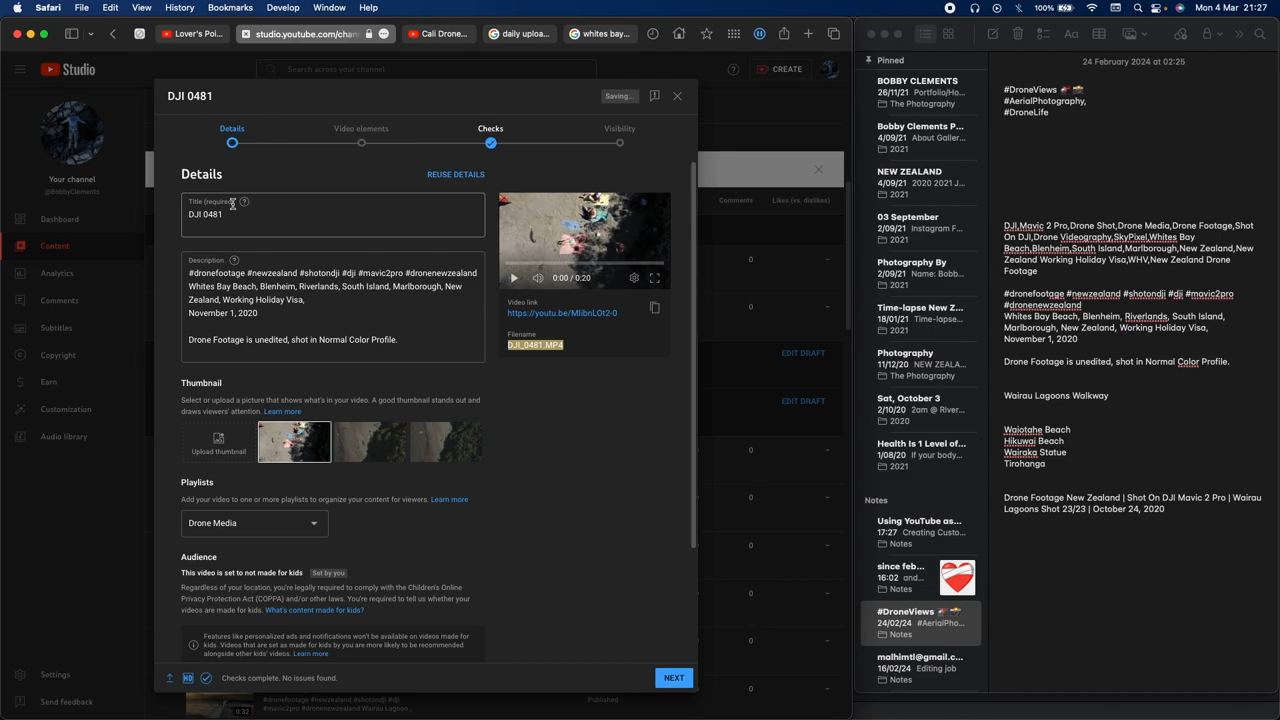 Safari File Edit View History Bookmarks Develop Window Help
100%
Mon 4 Mar 21:27
Lover's Poi...
studio.youtube.com/chan
Cali Drone...
daily uploa...
whites bay...
Studio
Search across your channel
CREATE
Your channel
@BobbyClements
Dashboard
Content
Analytics
Comments
Subtitles
Copyright
Earn
Customization
Audio library
Settings
Send feedback
DJI 0481
Saving...
Details
Video elements
Checks
Visibility
Details
REUSE DETAILS
Title (required)
DJI 0481
Description
#dronefootage #newzealand #shotondji #dji #mavic2pro #dronenewzealand
Whites Bay Beach, Blenheim, Riverlands, South Island, Marlborough, New
Zealand, Working Holiday Visa,
November 1, 2020
Drone Footage is unedited, shot in Normal Color Profile.
0:00 / 0:20
Video link
https://youtu.be/MIibnLOt2-0
Filename
DJI_0481.MP4
Thumbnail
Select or upload a picture that shows what's in your video. A good thumbnail stands out and
draws viewers' attention. Learn more
Upload thumbnail
Playlists
Add your video to one or more playlists to organize your content for viewers. Learn more
Drone Media
Audience
This video is set to not made for kids Set by you
Regardless of your location, you're legally required to comply with the Children's Online
Privacy Protection Act (COPPA) and/or other laws. You're required to tell us whether your
videos are made for kids. What's content made for kids?
Features like personalized ads and notifications won't be available on videos made for
kids. Videos that are set as made for kids by you are more likely to be recommended
alongside other kids' videos. Learn more
Checks complete. No issues found.
NEXT
Comments
Likes (vs. dislikes)
0 –
0 –
EDIT DRAFT
EDIT DRAFT
0 –
0 –
0 –
0 –
0 –
0 –
0:32
#dronefootage #newzealand #shotondji #dji
#mavic2pro #dronenewzealand Wairau Lagoon_
Published
Pinned
BOBBY CLEMENTS
26/11/21 Portfolio/Ho...
The Photography
Bobby Clements P...
4/09/21 About Galler...
2021
NEW ZEALAND
4/09/21 2020 2021 J...
2021
03 September
2/09/21 Instagram F...
2021
Photography By
2/09/21 Name: Bobb...
2021
Time-lapse New Z...
18/01/21 Time-lapse...
2021
Photography
11/12/20 NEW ZEALA...
The Photography
Sat, October 3
2/10/20 2am @ River...
2020
Health Is 1 Level of...
1/08/20 If your body...
2021
Notes
Using YouTube as...
17:27 Creating Custo...
Notes
since feb...
16:02 and...
Notes
#DroneViews
24/02/24 #AerialPho...
Notes
malhimtl@gmail.c...
16/02/24 Editing job
Notes
Aa
24 February 2024 at 02:25
#DroneViews
#AerialPhotography,
#DroneLife
DJI,Mavic 2 Pro,Drone Shot,Drone Media,Drone Footage,Shot
On DJI,Drone Videography,SkyPixel,Whites Bay
Beach,Blenheim,South Island,Marlborough,New Zealand,New
Zealand Working Holiday Visa,WHV,New Zealand Drone
Footage
#dronefootage #newzealand #shotondji #dji #mavic2pro
#dronenewzealand
Whites Bay Beach, Blenheim, Riverlands, South Island,
Marlborough, New Zealand, Working Holiday Visa,
November 1, 2020
Drone Footage is unedited, shot in Normal Color Profile.
Wairau Lagoons Walkway
Waiotahe Beach
Hikuwai Beach
Wairaka Statue
Tirohanga
Drone Footage New Zealand | Shot On DJI Mavic 2 Pro | Wairau
Lagoons Shot 23/23 | October 24, 2020